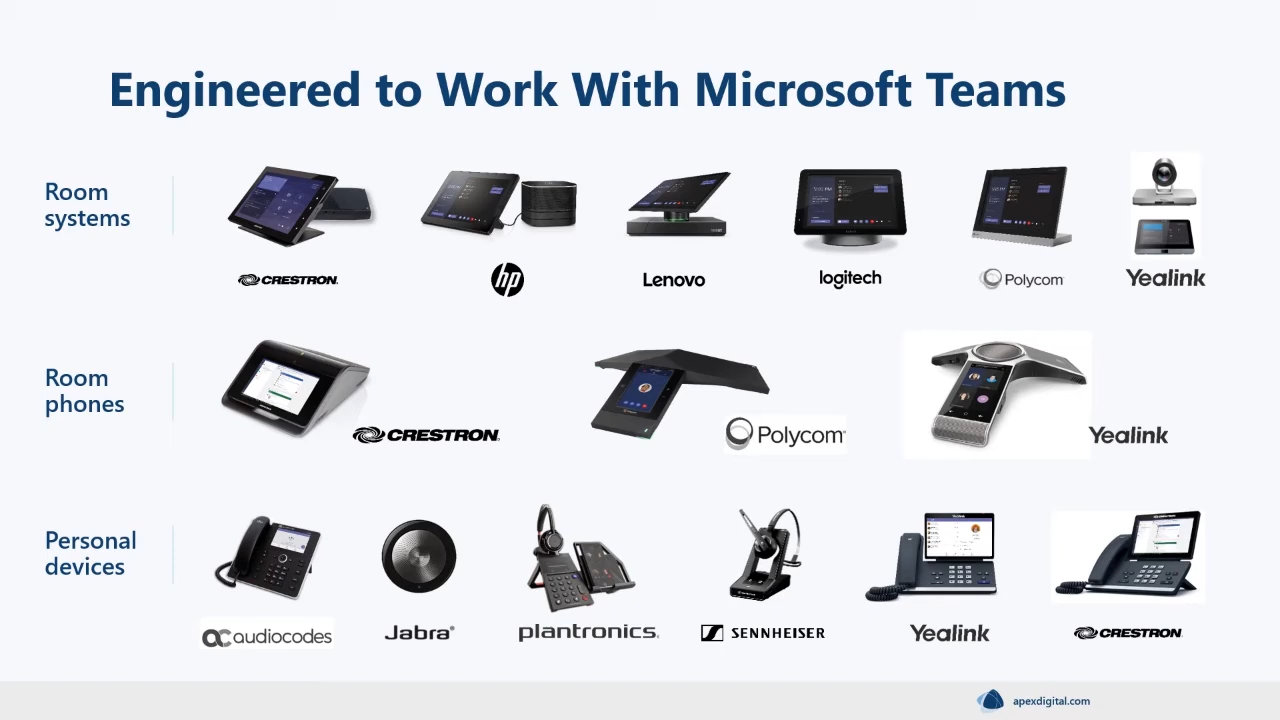 Engineered to Work With Microsoft Teams
Room
systems
CRESTRON
hp
Lenovo
logitech
Polycom
Yealink
Room
phones
CRESTRON
Polycom
Yealink
Personal
devices
audiocodes
Jabra®
plantronics.
SENNHEISER
Yealink
CRESTRON
apexdigital.com